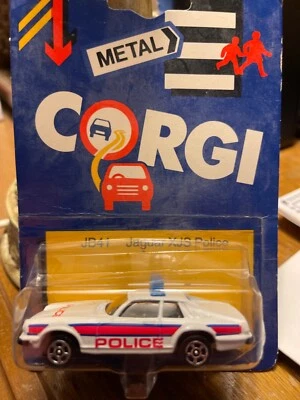 METAL
CORGI
JB41 Jaguar XJS Police
POLICE